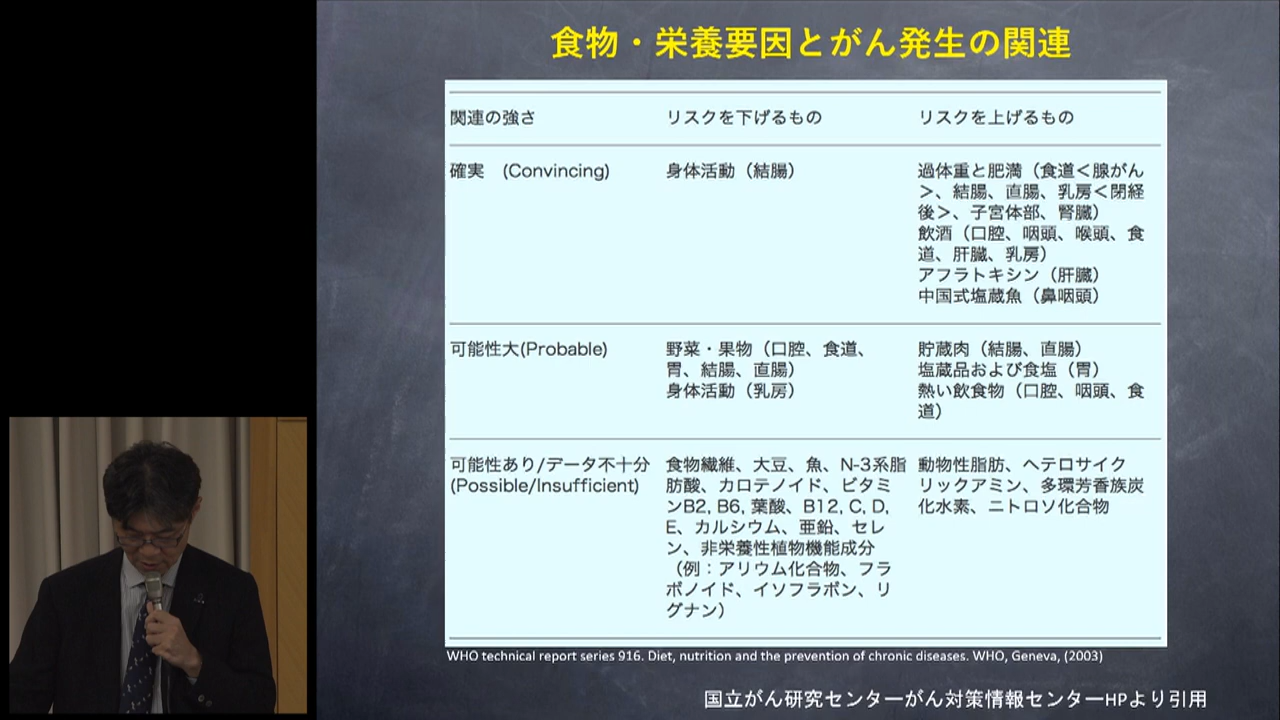 食物・栄養要因とがん発生の関連
関連の強さ
リスクを下げるもの
リスクを上げるもの
確実 (Convincing)
身体活動（結腸）
過体重と肥満（食道＜腺がん
＞、結腸、直腸、乳房＜閉経
後＞、子宮体部、腎臓）
飲酒（口腔、咽頭、喉頭、食
道、肝臓、乳房）
アフラトキシン（肝臓）
中国式塩蔵魚（鼻咽頭）
可能性大(Probable)
野菜・果物（口腔、食道、
胃、結腸、直腸）
身体活動（乳房）
貯蔵肉（結腸、直腸）
塩蔵品および食塩（胃）
熱い飲食物（口腔、咽頭、食
道）
可能性あり/データ不十分
(Possible/Insufficient)
食物繊維、大豆、魚、N-3系脂
肪酸、カロテノイド、ビタミ
ンB2, B6, 葉酸、B12, C, D,
E、カルシウム、亜鉛、セレ
ン、非栄養性植物機能成分
（例：アリウム化合物、フラ
ボノイド、イソフラボン、リ
グナン）
動物性脂肪、ヘテロサイク
リックアミン、多環芳香族炭
化水素、ニトロソ化合物
WHO technical report series 916. Diet, nutrition and the prevention of chronic diseases. WHO, Geneva, (2003)
国立がん研究センターがん対策情報センターHPより引用